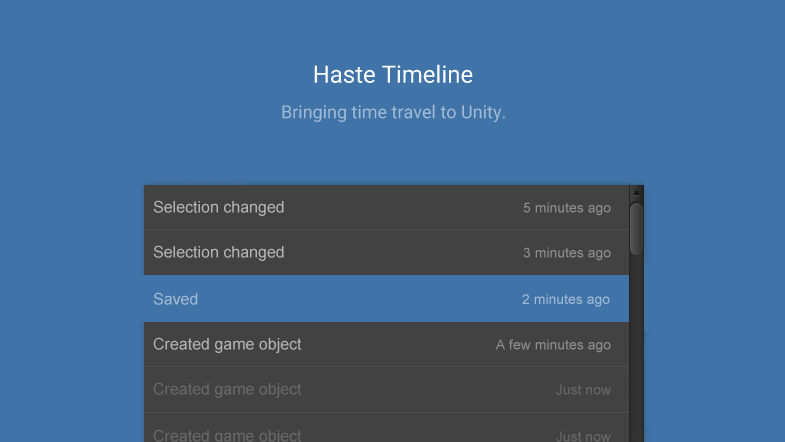 Haste Timeline
Bringing time travel to Unity.
Selection changed 5 minutes ago
Selection changed 3 minutes ago
Saved 2 minutes ago
Created game object A few minutes ago
Created game object Just now
Created game object Just now